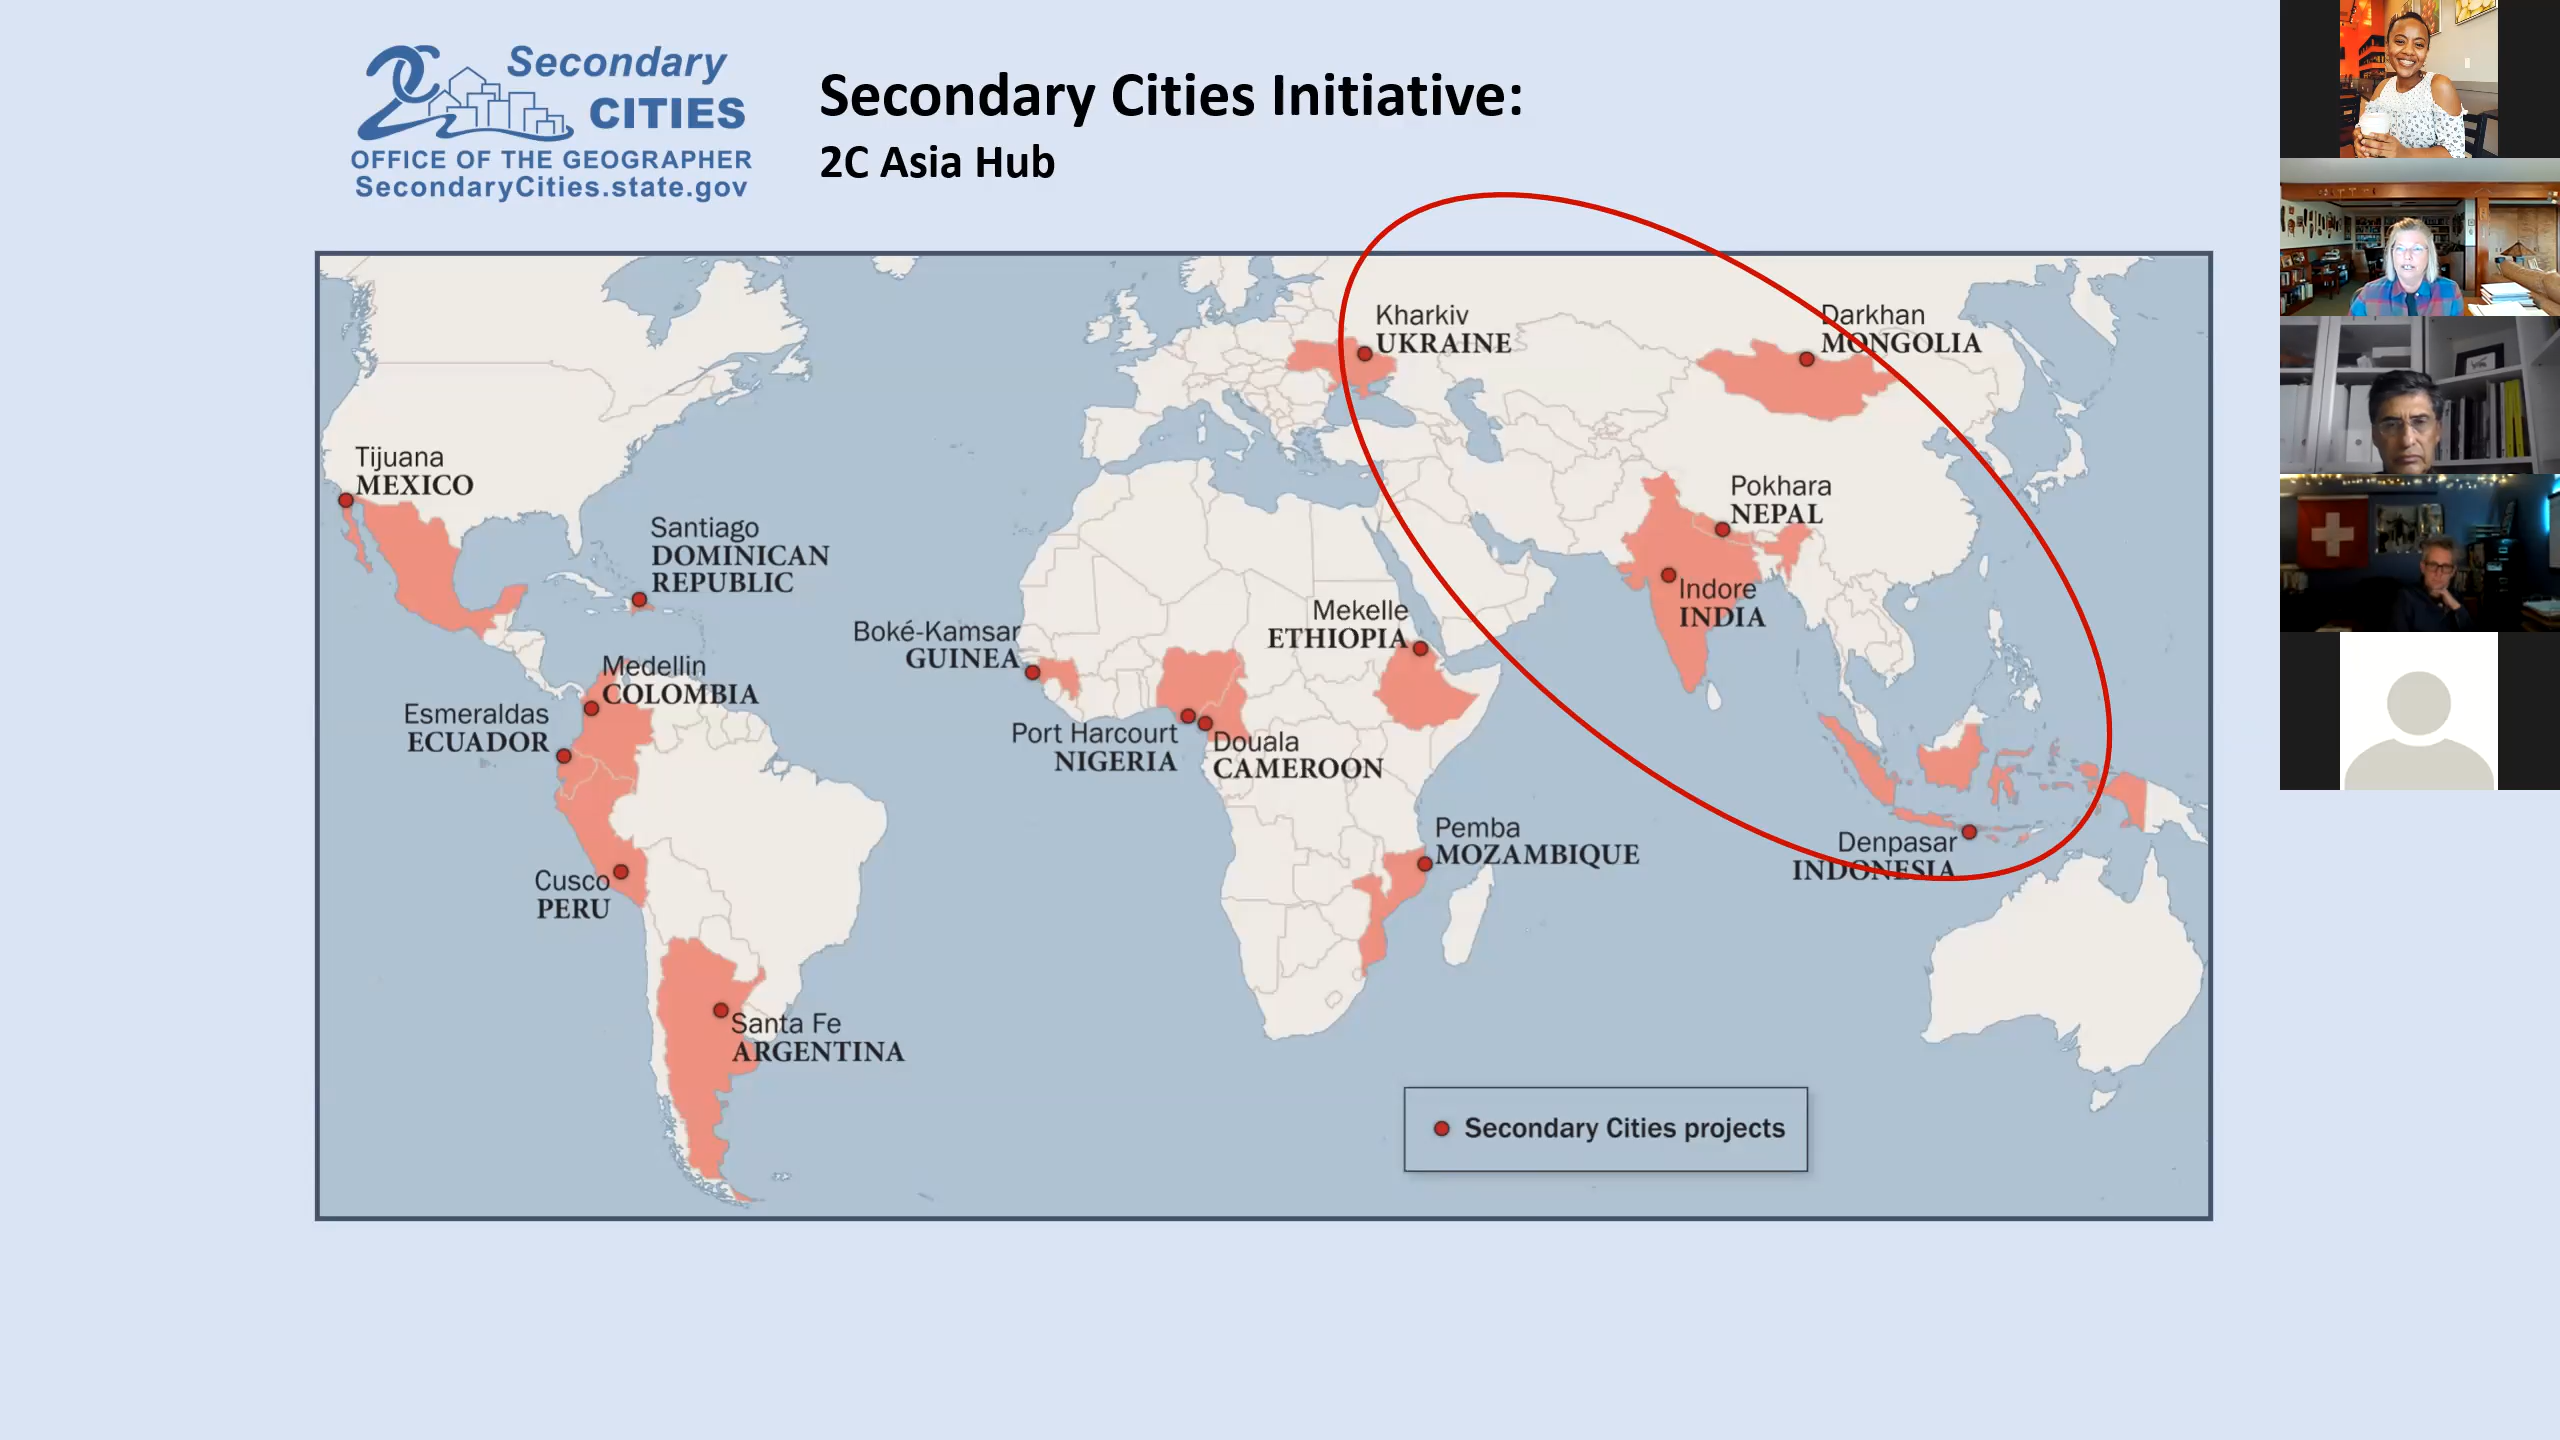 Secondary
CITIES
OFFICE OF THE GEOGRAPHER
SecondaryCities.state.gov
Secondary Cities Initiative:
2C Asia Hub
Kharkiv
UKRAINE
Darkhan
MONGOLIA
Tijuana
MEXICO
Santiago
DOMINICAN
REPUBLIC
Pokhara
NEPAL
Indore
INDIA
Mekelle
ETHIOPIA
Boké-Kamsar
GUINEA
Medellin
COLOMBIA
Esmeraldas
ECUADOR
Port Harcourt
NIGERIA
Douala
CAMEROON
Pemba
MOZAMBIQUE
Denpasar
INDONESIA
Cusco
PERU
Santa Fe
ARGENTINA
Secondary Cities projects